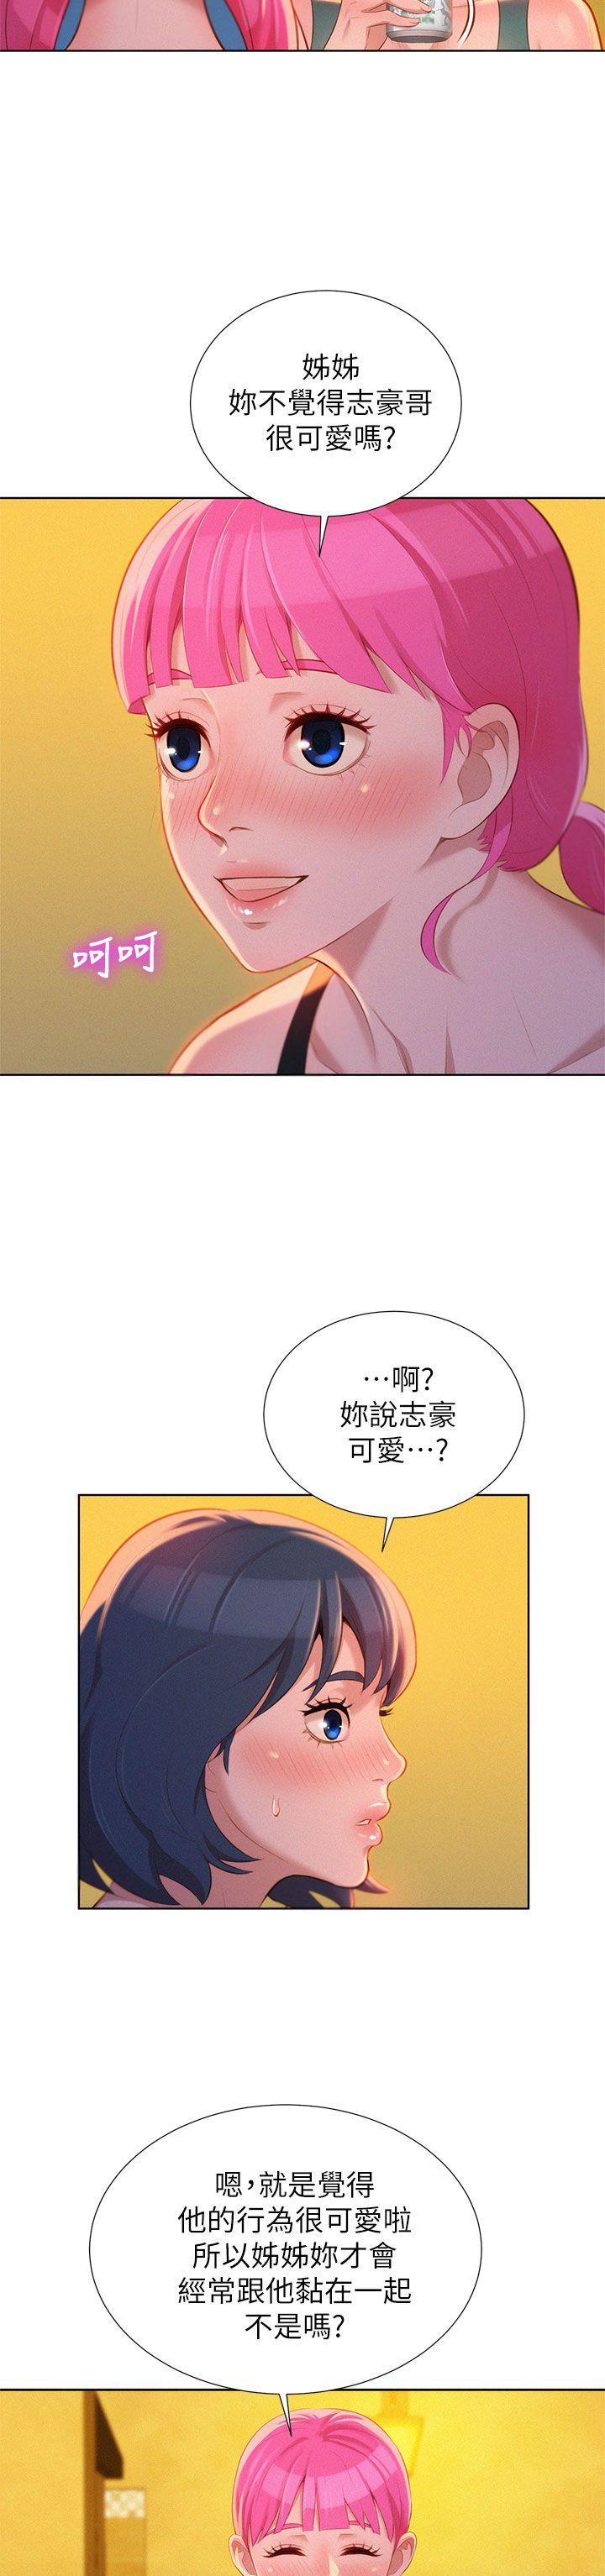 姊姊
妳不覺得志豪哥
很可愛嗎?
呵呵
…啊?
妳說志豪
可愛…?
嗯,就是覺得
他的行為很可愛啦
所以姊姊妳才會
經常跟他黏在一起
不是嗎?